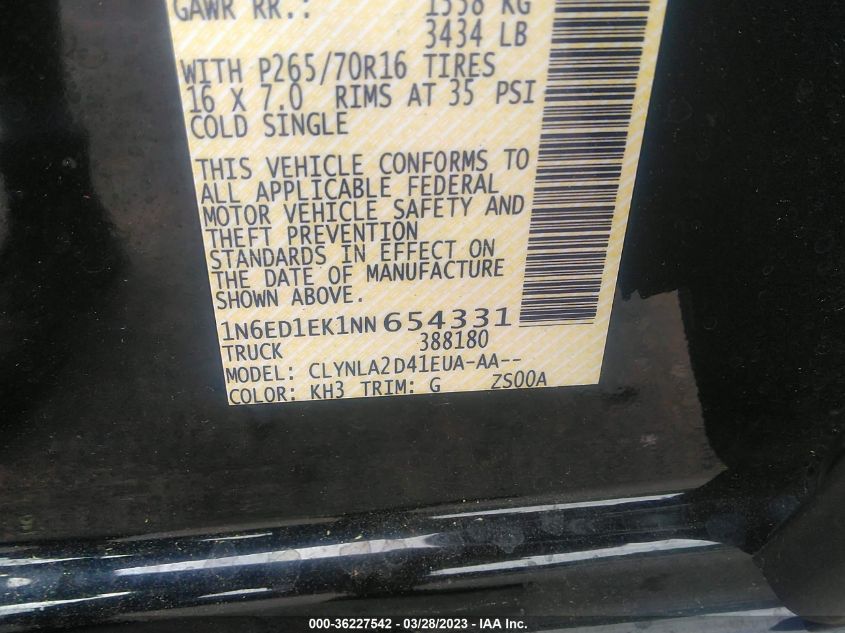 GAWR RR.: 1558 KG
3434 LB
WITH P265/70R16 TIRES
16 X 7.0 RIMS AT 35 PSI
COLD SINGLE
THIS VEHICLE CONFORMS TO
ALL APPLICABLE FEDERAL
MOTOR VEHICLE SAFETY AND
THEFT PREVENTION
STANDARDS IN EFFECT ON
THE DATE OF MANUFACTURE
SHOWN ABOVE.
1N6ED1EK1NN654331
TRUCK 388180
MODEL: CLYNLA2D41EUA-AA--
COLOR: KH3 TRIM: G ZS00A
000-36227542 - 03/28/2023 - IAA Inc.